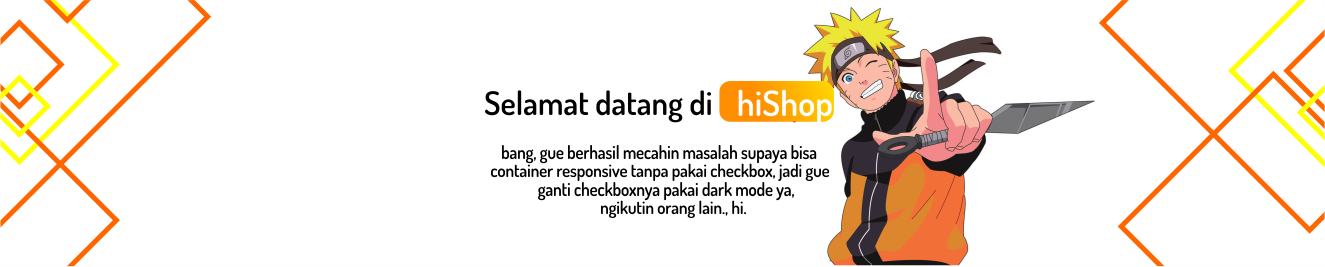 Selamat datang di hiShop
bang, gue berhasil mecahin masalah supaya bisa
container responsive tanpa pakai checkbox, jadi gue
ganti checkboxnya pakai dark mode ya,
ngikutin orang lain., hi.